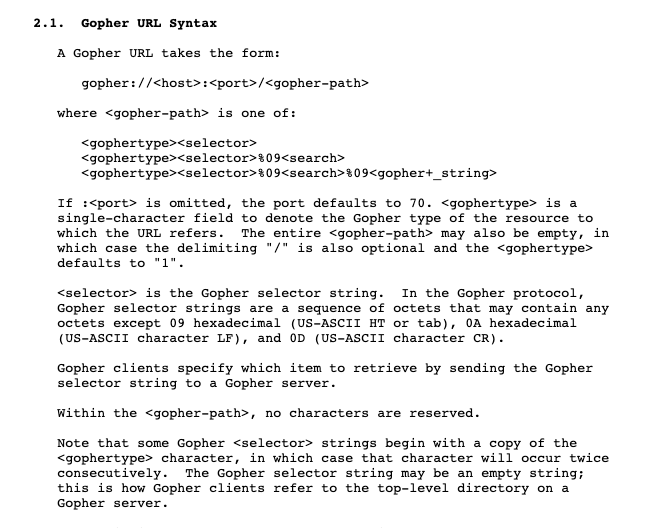 2.1.  Gopher URL Syntax
A Gopher URL takes the form:
gopher://<host>:<port>/<gopher-path>
where <gopher-path> is one of:
<gophertype><selector>
<gophertype><selector>%09<search>
<gophertype><selector>%09<search>%09<gopher+_string>
If :<port> is omitted, the port defaults to 70. <gophertype> is a
single-character field to denote the Gopher type of the resource to
which the URL refers.  The entire <gopher-path> may also be empty, in
which case the delimiting "/" is also optional and the <gophertype>
defaults to "1".
<selector> is the Gopher selector string.  In the Gopher protocol,
Gopher selector strings are a sequence of octets that may contain any
octets except 09 hexadecimal (US-ASCII HT or tab), 0A hexadecimal
(US-ASCII character LF), and 0D (US-ASCII character CR).
Gopher clients specify which item to retrieve by sending the Gopher
selector string to a Gopher server.
Within the <gopher-path>, no characters are reserved.
Note that some Gopher <selector> strings begin with a copy of the
<gophertype> character, in which case that character will occur twice
consecutively.  The Gopher selector string may be an empty string;
this is how Gopher clients refer to the top-level directory on a
Gopher server.